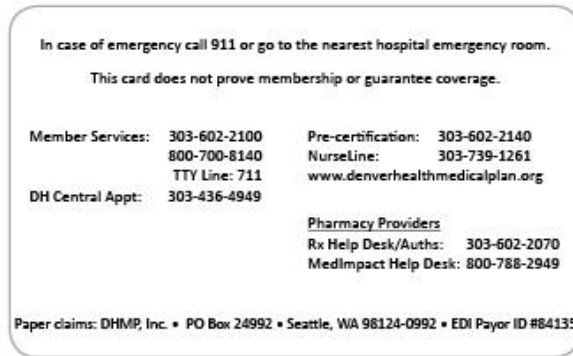 In case of emergency call 911 or go to the nearest hospital emergency room.
This card does not prove membership or guarantee coverage.
Member Services: 303-602-2100
800-700-8140
TTY Line: 711
DH Central Appt: 303-436-4949
Pre-certification: 303-602-2140
NurseLine: 303-739-1261
www.denverhealthmedicalplan.org
Pharmacy Providers
Rx Help Desk/Auths: 303-602-2070
MedImpact Help Desk: 800-788-2949
Paper claims: DHMP, Inc. • PO Box 24992 • Seattle, WA 98124-0992 • EDI Payor ID #84135